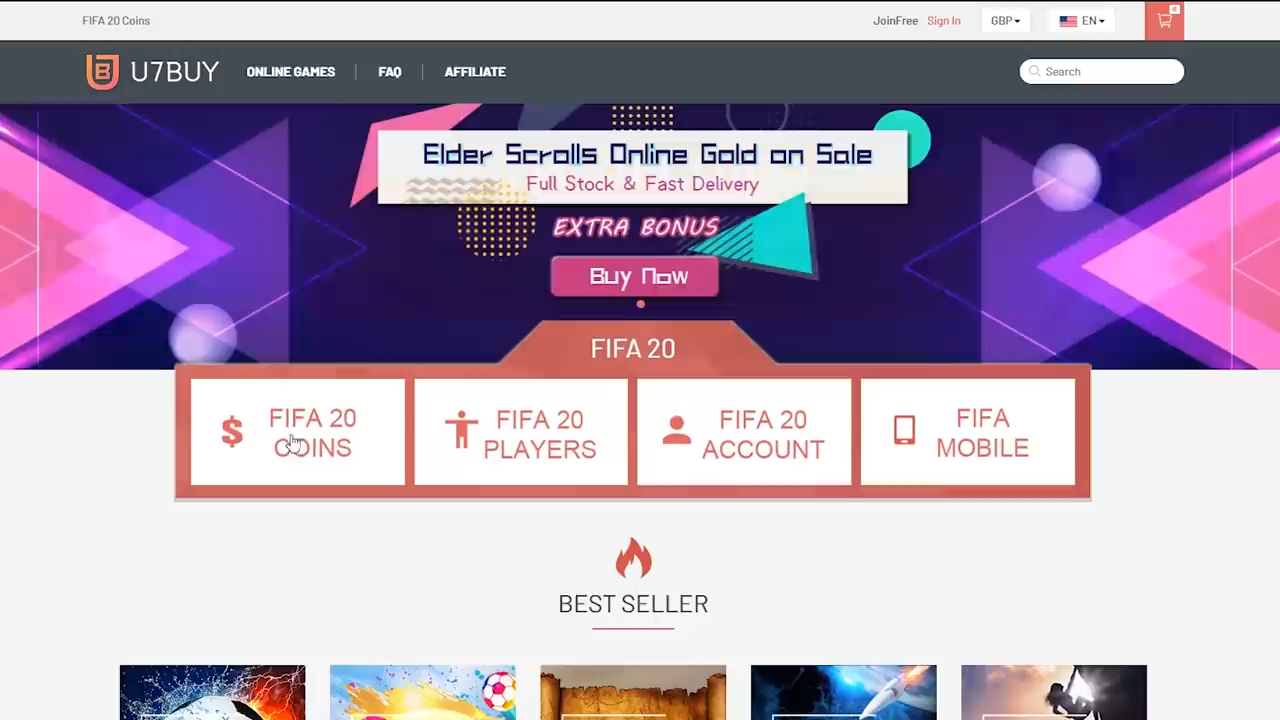 FIFA 20 Coins
JoinFree Sign In GBP EN 0
U7BUY ONLINE GAMES FAQ AFFILIATE Search
Elder Scrolls Online Gold on Sale
Full Stock & Fast Delivery
EXTRA BONUS
Buy Now
FIFA 20
$ FIFA 20
COINS
FIFA 20
PLAYERS
FIFA 20
ACCOUNT
FIFA
MOBILE
BEST SELLER